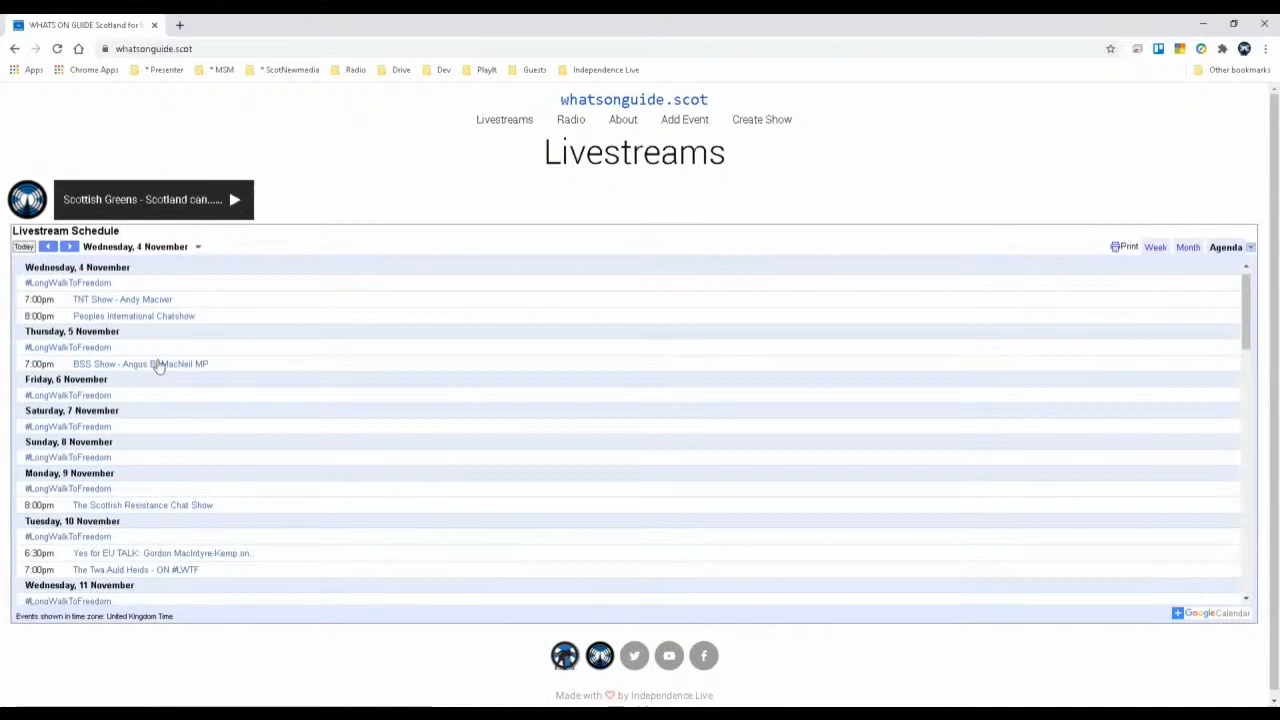 WHATS ON GUIDE Scotland for
whatsonguide.scot
Apps Chrome Apps * Presenter * MSM * ScotNewmedia Radio Drive Dev PlayIt Guests Independence Live Other bookmarks
whatsonguide.scot
Livestreams Radio About Add Event Create Show
Livestreams
Scottish Greens - Scotland can......
Livestream Schedule
Today Wednesday, 4 November Print Week Month Agenda
Wednesday, 4 November
#LongWalkToFreedom
7:00pm TNT Show - Andy Maciver
8:00pm Peoples International Chatshow
Thursday, 5 November
#LongWalkToFreedom
7:00pm BSS Show - Angus MacNeil MP
Friday, 6 November
#LongWalkToFreedom
Saturday, 7 November
#LongWalkToFreedom
Sunday, 8 November
#LongWalkToFreedom
Monday, 9 November
#LongWalkToFreedom
8:00pm The Scottish Resistance Chat Show
Tuesday, 10 November
#LongWalkToFreedom
6:30pm Yes for EU TALK: Gordon MacIntyre-Kemp on...
7:00pm The Twa Auld Heids - ON #LWTF
Wednesday, 11 November
#LongWalkToFreedom
Events shown in time zone: United Kingdom Time
Google Calendar
Made with by Independence Live